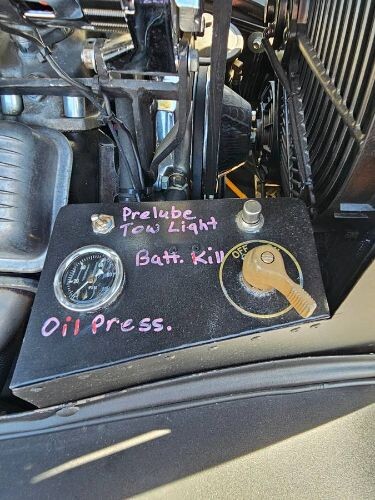 Prelube
Tow Light
Batt. Kill
OFF
Oil Press.